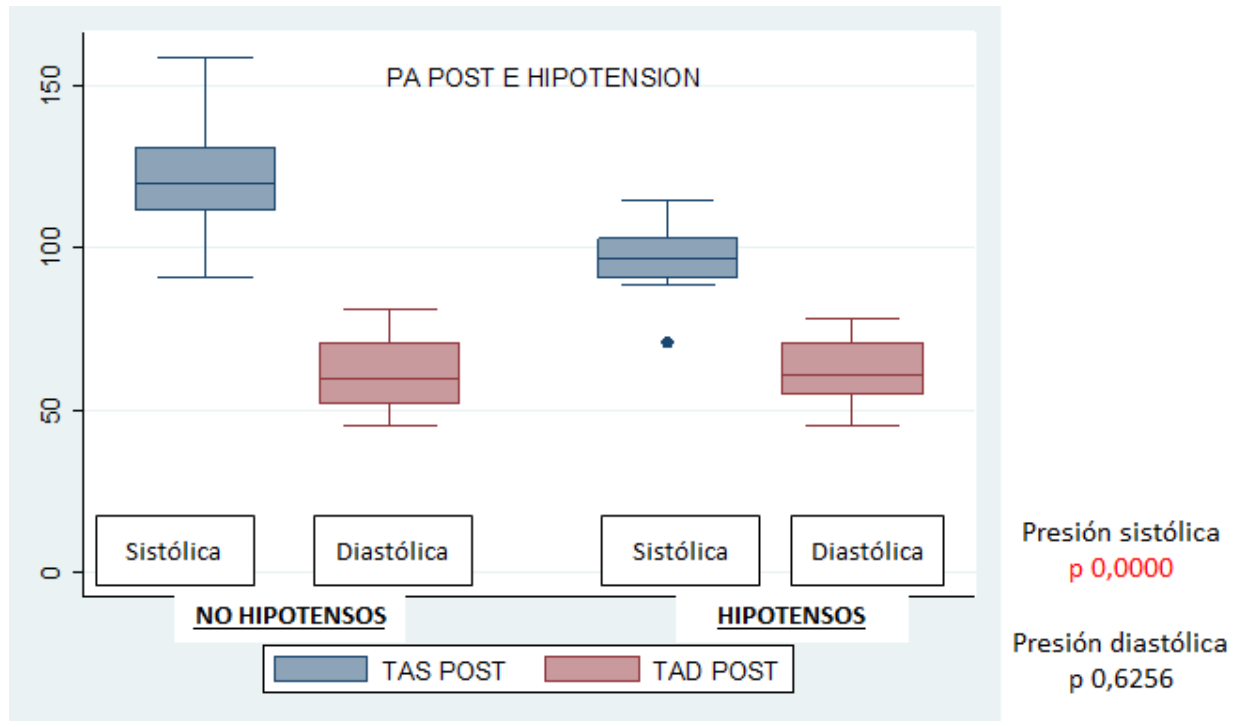 PA POST E HIPOTENSION
150
100
50
0
Sistólica
Diastólica
Sistólica
Diastólica
NO HIPOTENSOS
HIPOTENSOS
TAS POST
TAD POST
Presión sistólica
p 0,0000
Presión diastólica
p 0,6256